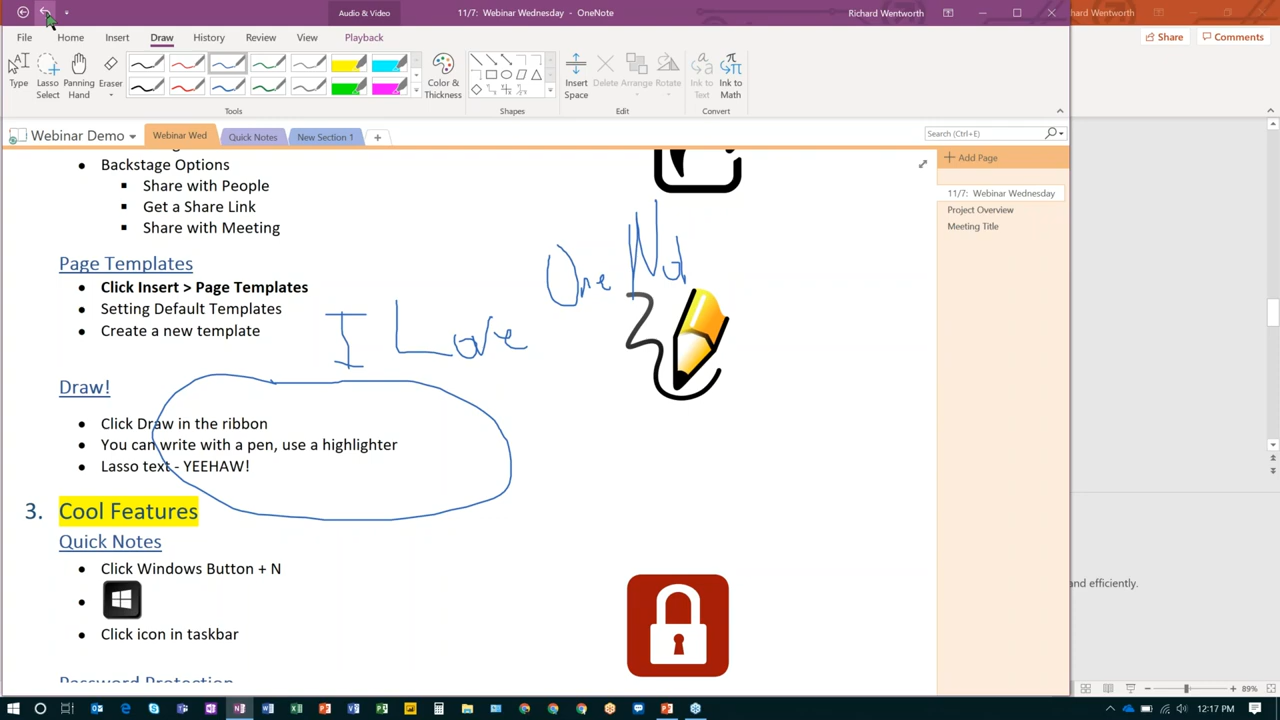 Audio & Video
11/7: Webinar Wednesday - OneNote
Richard Wentworth
Richard Wentworth
File Home Insert Draw History Review View Playback
Share Comments
Type
Lasso Select
Panning Hand
Eraser
Color & Thickness
Insert Space
Delete
Arrange
Rotate
Ink to Text
Ink to Math
Tools
Shapes
Edit
Convert
Webinar Demo
Webinar Wed
Quick Notes
New Section 1
Search (Ctrl+E)
Add Page
11/7: Webinar Wednesday
Project Overview
Meeting Title
Backstage Options
Share with People
Get a Share Link
Share with Meeting
Page Templates
Click Insert > Page Templates
Setting Default Templates
Create a new template
I Love
One Not
Draw!
Click Draw in the ribbon
You can write with a pen, use a highlighter
Lasso text - YEEHAW!
3. Cool Features
Quick Notes
Click Windows Button + N
Click icon in taskbar
Password Protection
and efficiently.
89%
12:17 PM